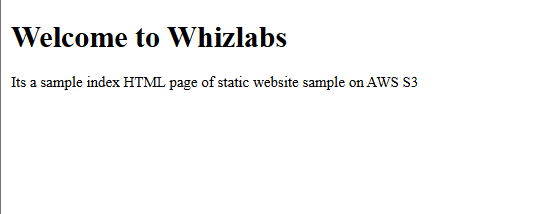 Welcome to Whizlabs
Its a sample index HTML page of static website sample on AWS S3